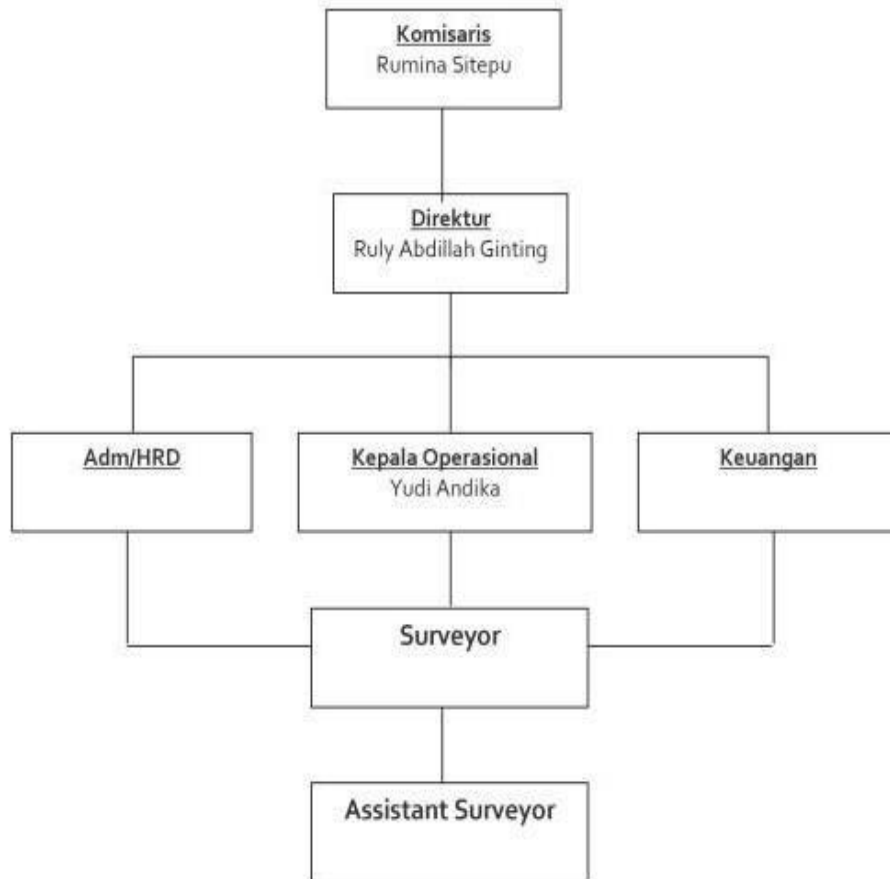 Komisaris
Rumina Sitepu
Direktur
Ruly Abdillah Ginting
Adm/HRD
Kepala Operasional
Yudi Andika
Keuangan
Surveyor
Assistant Surveyor